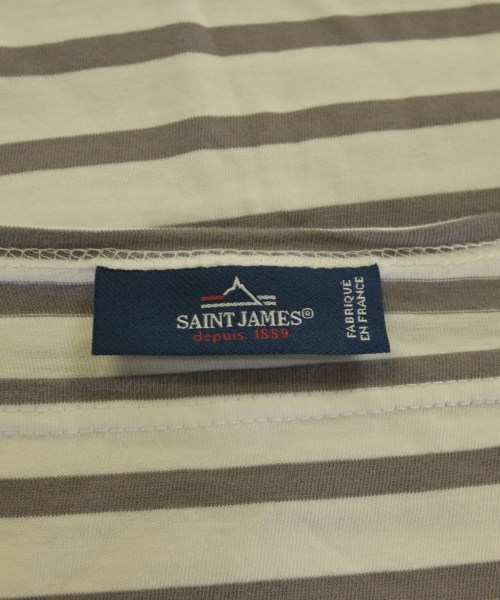 SAINT JAMES®
depuis 1889
FABRIQUE
EN FRANCE